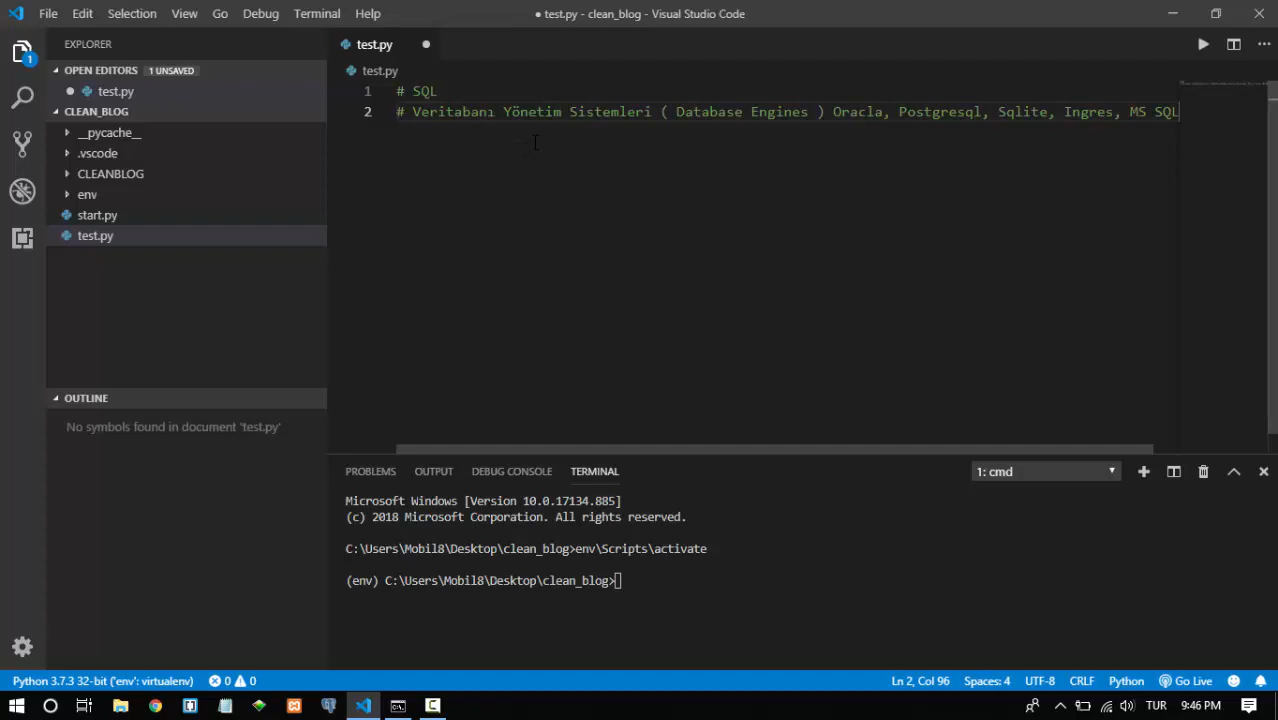 File Edit Selection View Go Debug Terminal Help
● test.py - clean_blog - Visual Studio Code
EXPLORER
OPEN EDITORS 1 UNSAVED
test.py
CLEAN_BLOG
__pycache__
.vscode
CLEANBLOG
env
start.py
test.py
OUTLINE
No symbols found in document 'test.py'
test.py
test.py
1 # SQL
2 # Veritabanı Yönetim Sistemleri ( Database Engines ) Oracla, Postgresql, Sqlite, Ingres, MS SQL
PROBLEMS OUTPUT DEBUG CONSOLE TERMINAL
1: cmd
Microsoft Windows [Version 10.0.17134.885]
(c) 2018 Microsoft Corporation. All rights reserved.
C:\Users\Mobil8\Desktop\clean_blog>env\Scripts\activate
(env) C:\Users\Mobil8\Desktop\clean_blog>
Python 3.7.3 32-bit ('env': virtualenv) 0 0
Ln 2, Col 96 Spaces: 4 UTF-8 CRLF Python Go Live
TUR 9:46 PM
1